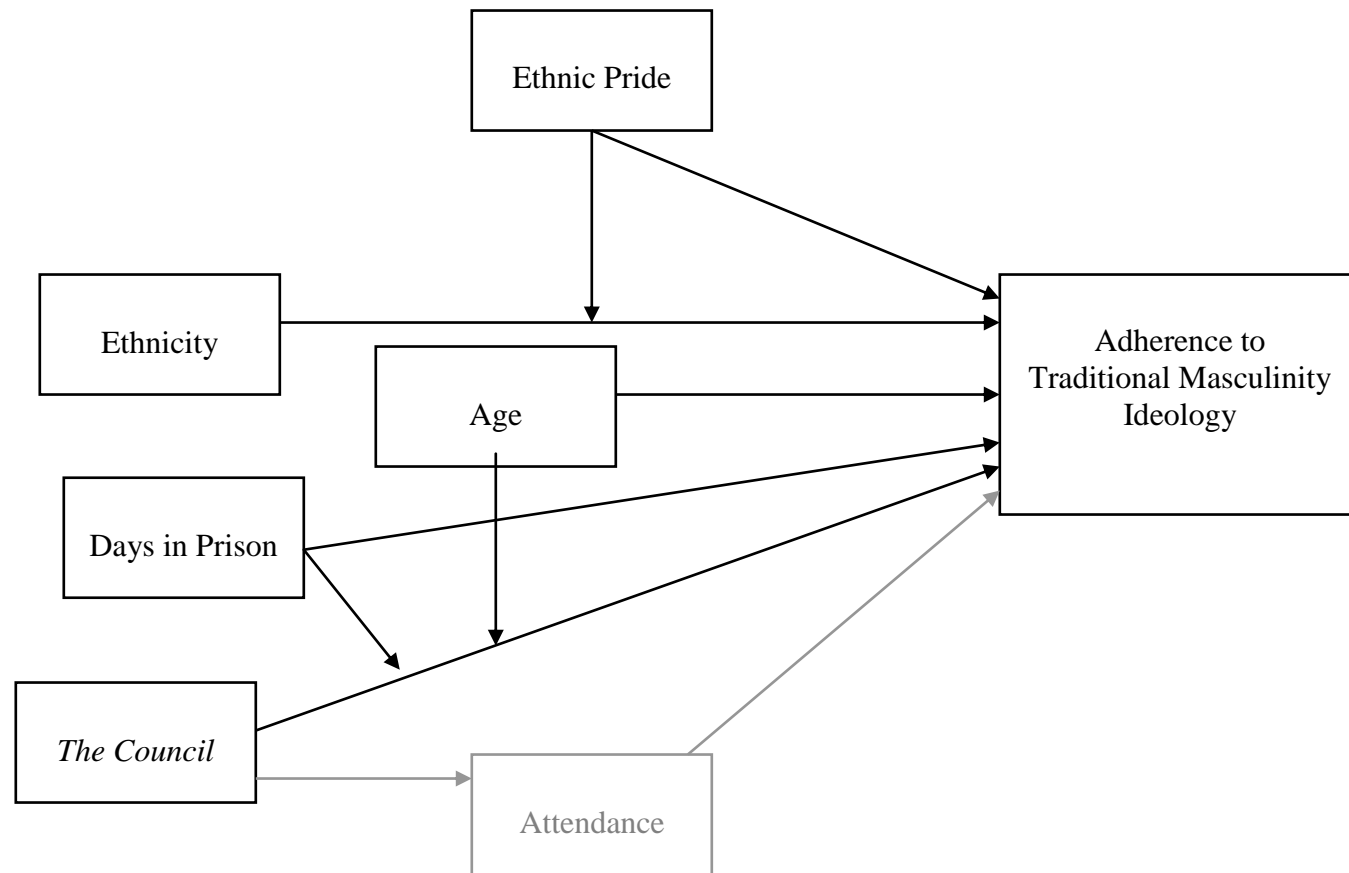 Ethnic Pride
Ethnicity
Adherence to
Traditional Masculinity
Ideology
Age
Days in Prison
The Council
Attendance